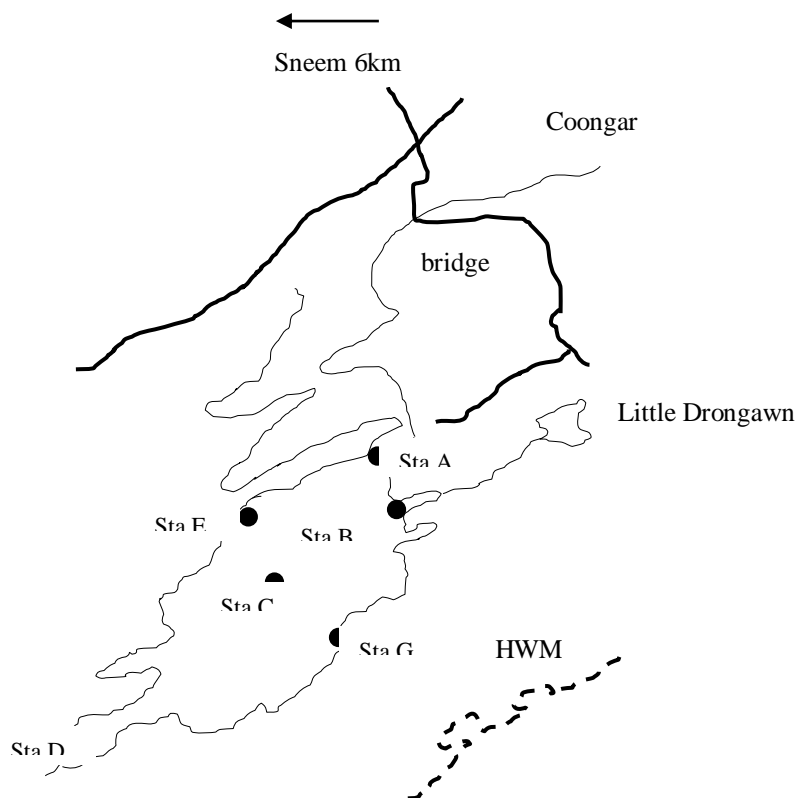 Sneem 6km
Coongar
bridge
Little Drongawn
Sta A
Sta E
Sta B
Sta C
Sta G
HWM
Sta D